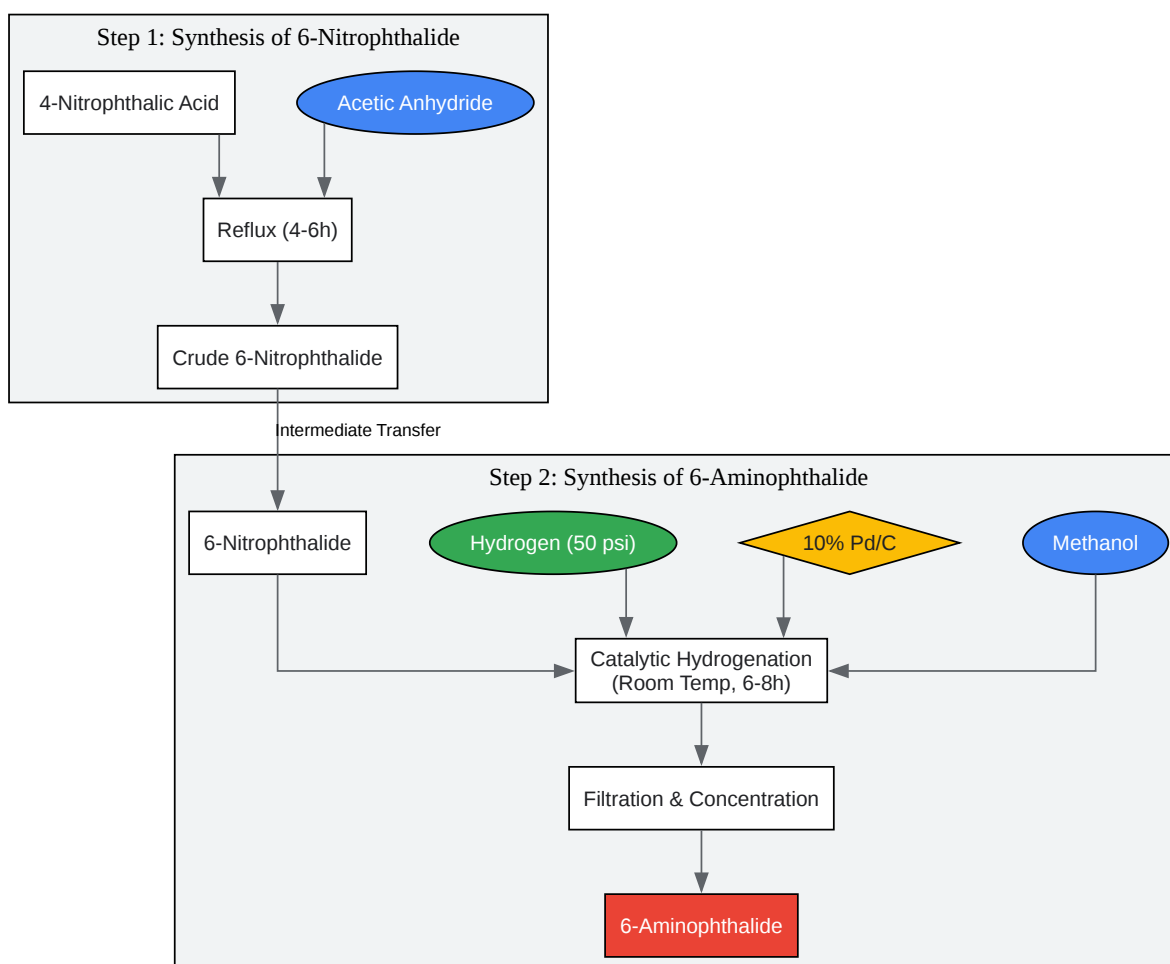 Step 1: Synthesis of 6-Nitrophthalide
4-Nitrophthalic Acid
Acetic Anhydride
Reflux (4-6h)
Crude 6-Nitrophthalide
Intermediate Transfer
Step 2: Synthesis of 6-Aminophthalide
6-Nitrophthalide
Hydrogen (50 psi)
10% Pd/C
Methanol
Catalytic Hydrogenation
(Room Temp, 6-8h)
Filtration & Concentration
6-Aminophthalide